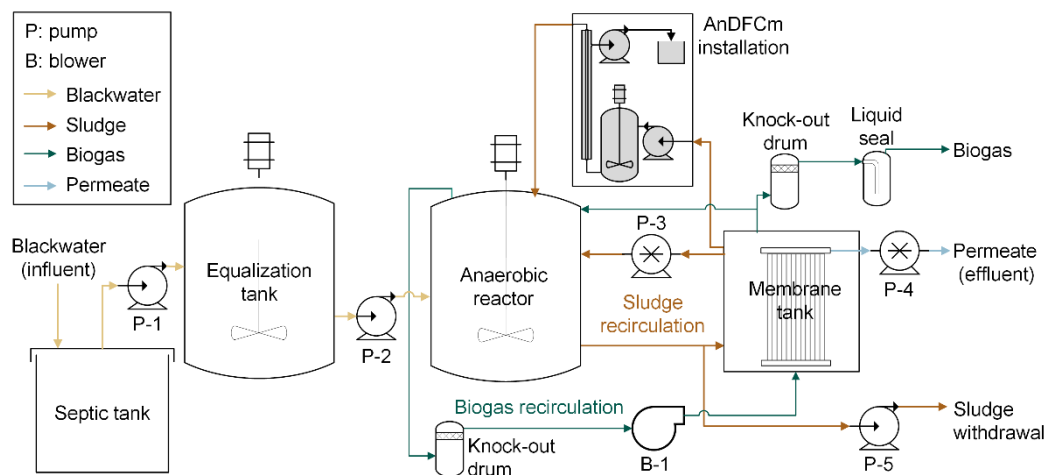 P: pump
B: blower
Blackwater
Sludge
Biogas
Permeate
AnDFCm
installation
Knock-out
drum
Liquid
seal
Biogas
Blackwater
(influent)
P-1
Equalization
tank
P-2
Anaerobic
reactor
P-3
Sludge
recirculation
Membrane
tank
P-4
Permeate
(effluent)
Septic tank
Biogas recirculation
Knock-out
drum
B-1
P-5
Sludge
withdrawal